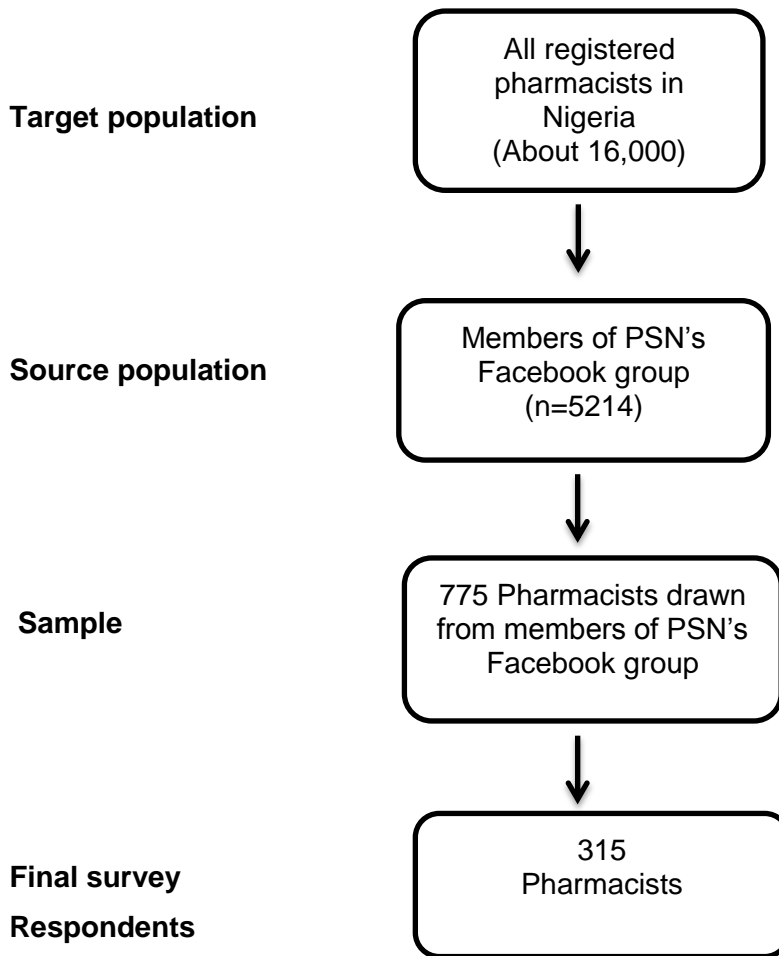 Target population
All registered
pharmacists in
Nigeria
(About 16,000)
Source population
Members of PSN’s
Facebook group
(n=5214)
Sample
775 Pharmacists drawn
from members of PSN’s
Facebook group
Final survey
Respondents
315
Pharmacists